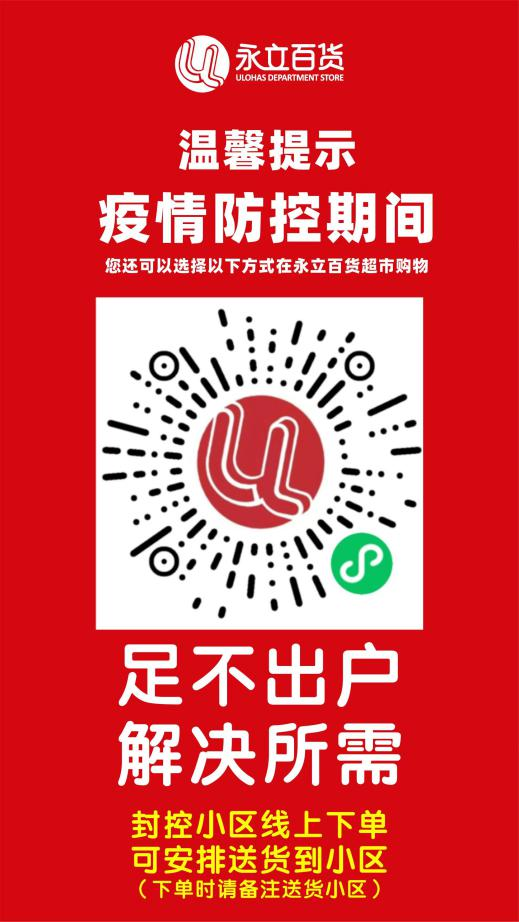 永立百货
ULOHAS DEPARTMENT STORE
温馨提示
疫情防控期间
您还可以选择以下方式在永立百货超市购物
足不出户
解决所需
封控小区线上下单
可安排送货到小区
（下单时请备注送货小区）